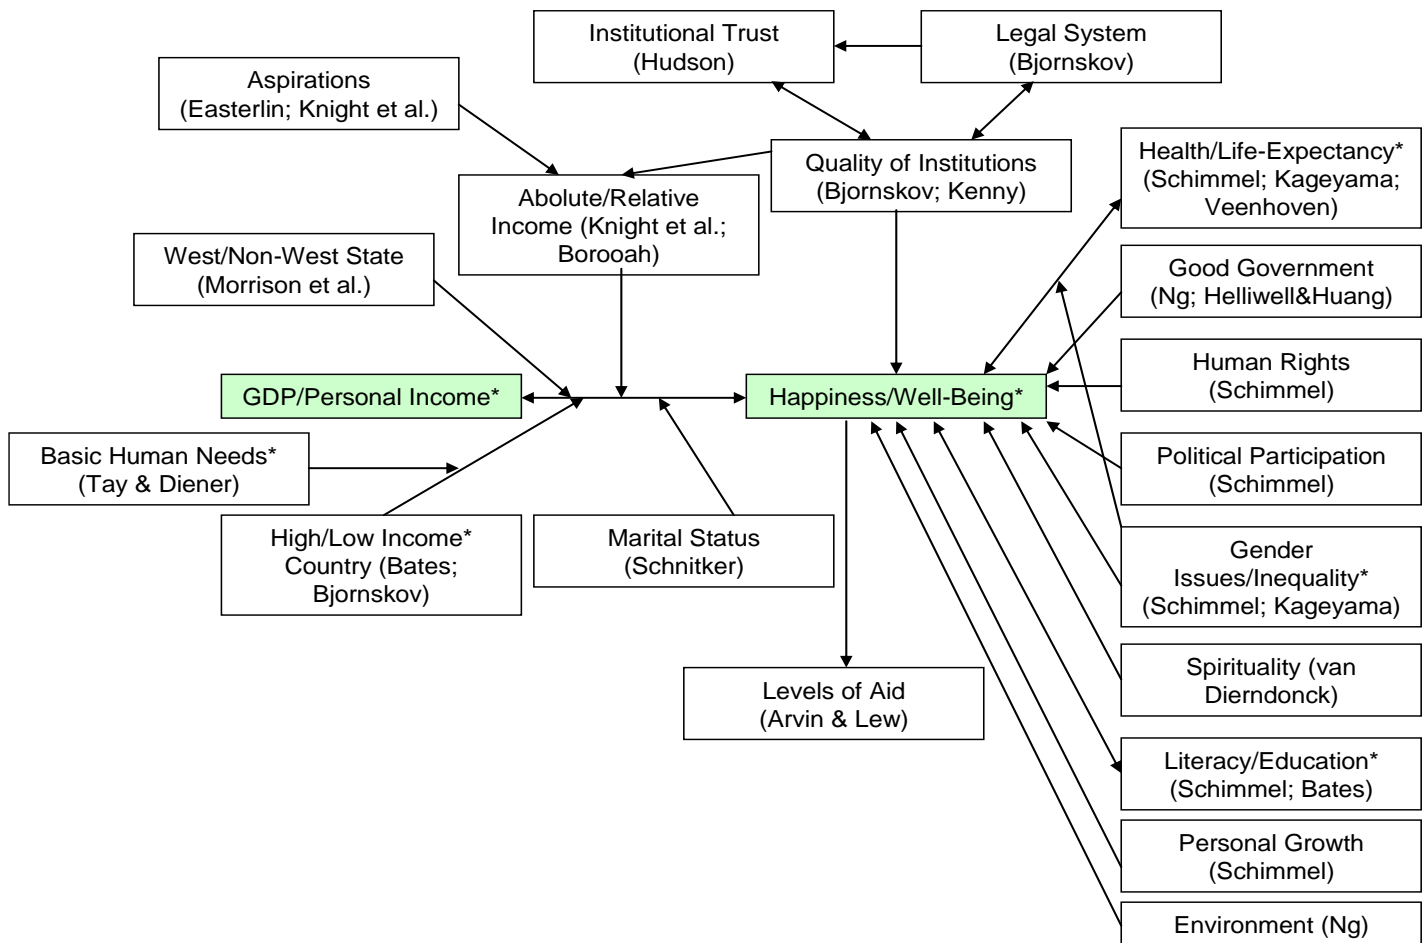 Institutional Trust
(Hudson)
Legal System
(Bjornskov)
Aspirations
(Easterlin; Knight et al.)
Quality of Institutions
(Bjornskov; Kenny)
Health/Life-Expectancy*
(Schimmel; Kageyama;
Veenhoven)
Abolute/Relative
Income (Knight et al.;
Borooah)
West/Non-West State
(Morrison et al.)
Good Government
(Ng; Helliwell&Huang)
Human Rights
(Schimmel)
GDP/Personal Income*
Happiness/Well-Being*
Basic Human Needs*
(Tay & Diener)
Political Participation
(Schimmel)
High/Low Income*
Country (Bates;
Bjornskov)
Marital Status
(Schnitker)
Gender
Issues/Inequality*
(Schimmel; Kageyama)
Levels of Aid
(Arvin & Lew)
Spirituality (van
Dierndonck)
Literacy/Education*
(Schimmel; Bates)
Personal Growth
(Schimmel)
Environment (Ng)